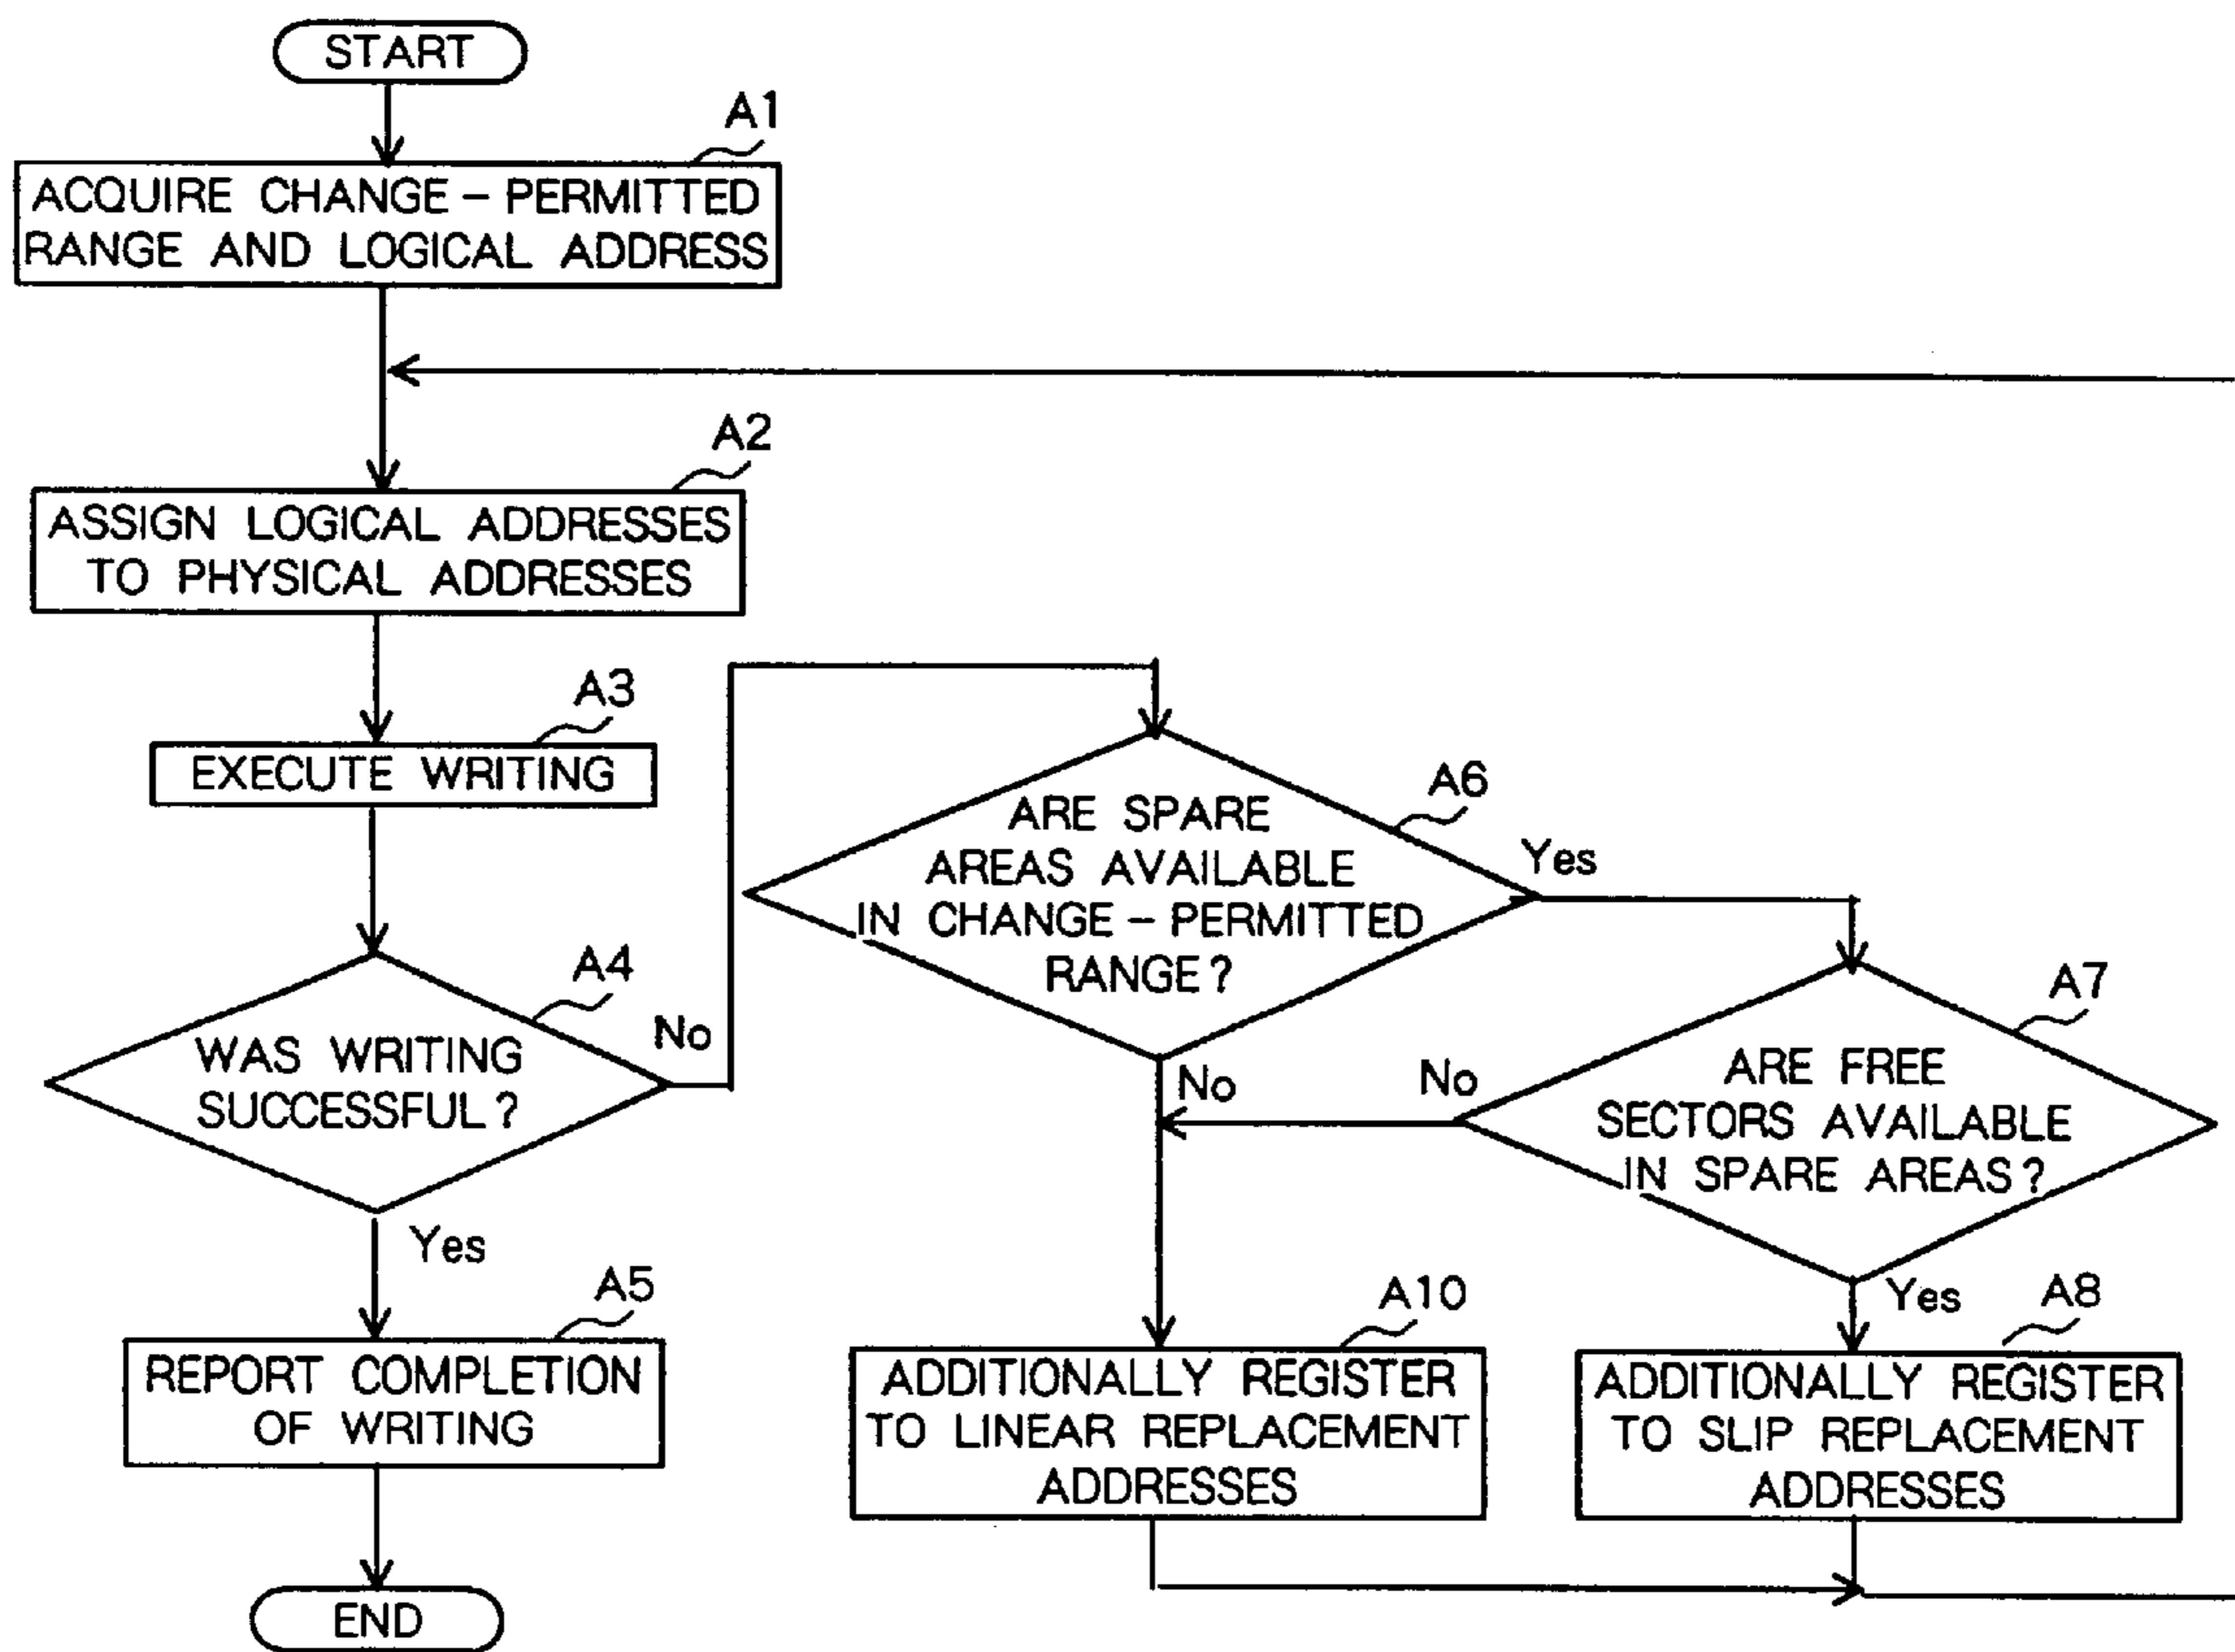 START
A1
ACQUIRE CHANGE – PERMITTED
RANGE AND LOGICAL ADDRESS
A2
ASSIGN LOGICAL ADDRESSES
TO PHYSICAL ADDRESSES
A3
EXECUTE WRITING
A4
WAS WRITING
SUCCESSFUL?
No
Yes
A5
REPORT COMPLETION
OF WRITING
END
A6
ARE SPARE
AREAS AVAILABLE
IN CHANGE – PERMITTED
RANGE?
Yes
No
A7
ARE FREE
SECTORS AVAILABLE
IN SPARE AREAS?
No
Yes
A10
ADDITIONALLY REGISTER
TO LINEAR REPLACEMENT
ADDRESSES
A8
ADDITIONALLY REGISTER
TO SLIP REPLACEMENT
ADDRESSES